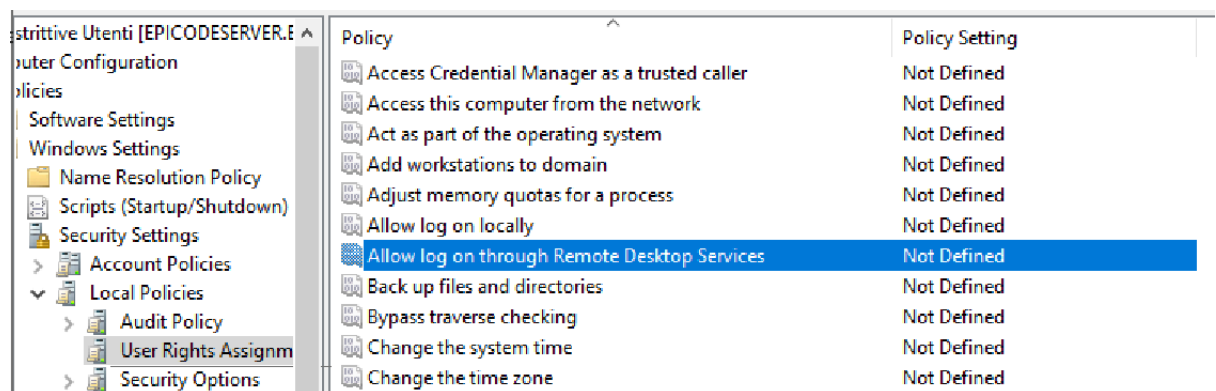 strittive Utenti [EPICODESERVER.E
Policy Policy Setting
uter Configuration
Access Credential Manager as a trusted caller Not Defined
licies
Access this computer from the network Not Defined
Software Settings
Act as part of the operating system Not Defined
Windows Settings
Add workstations to domain Not Defined
Name Resolution Policy
Adjust memory quotas for a process Not Defined
Scripts (Startup/Shutdown)
Allow log on locally Not Defined
Security Settings
Allow log on through Remote Desktop Services Not Defined
Account Policies
Back up files and directories Not Defined
Local Policies
Bypass traverse checking Not Defined
Audit Policy
Change the system time Not Defined
User Rights Assignm
Change the time zone Not Defined
Security Options